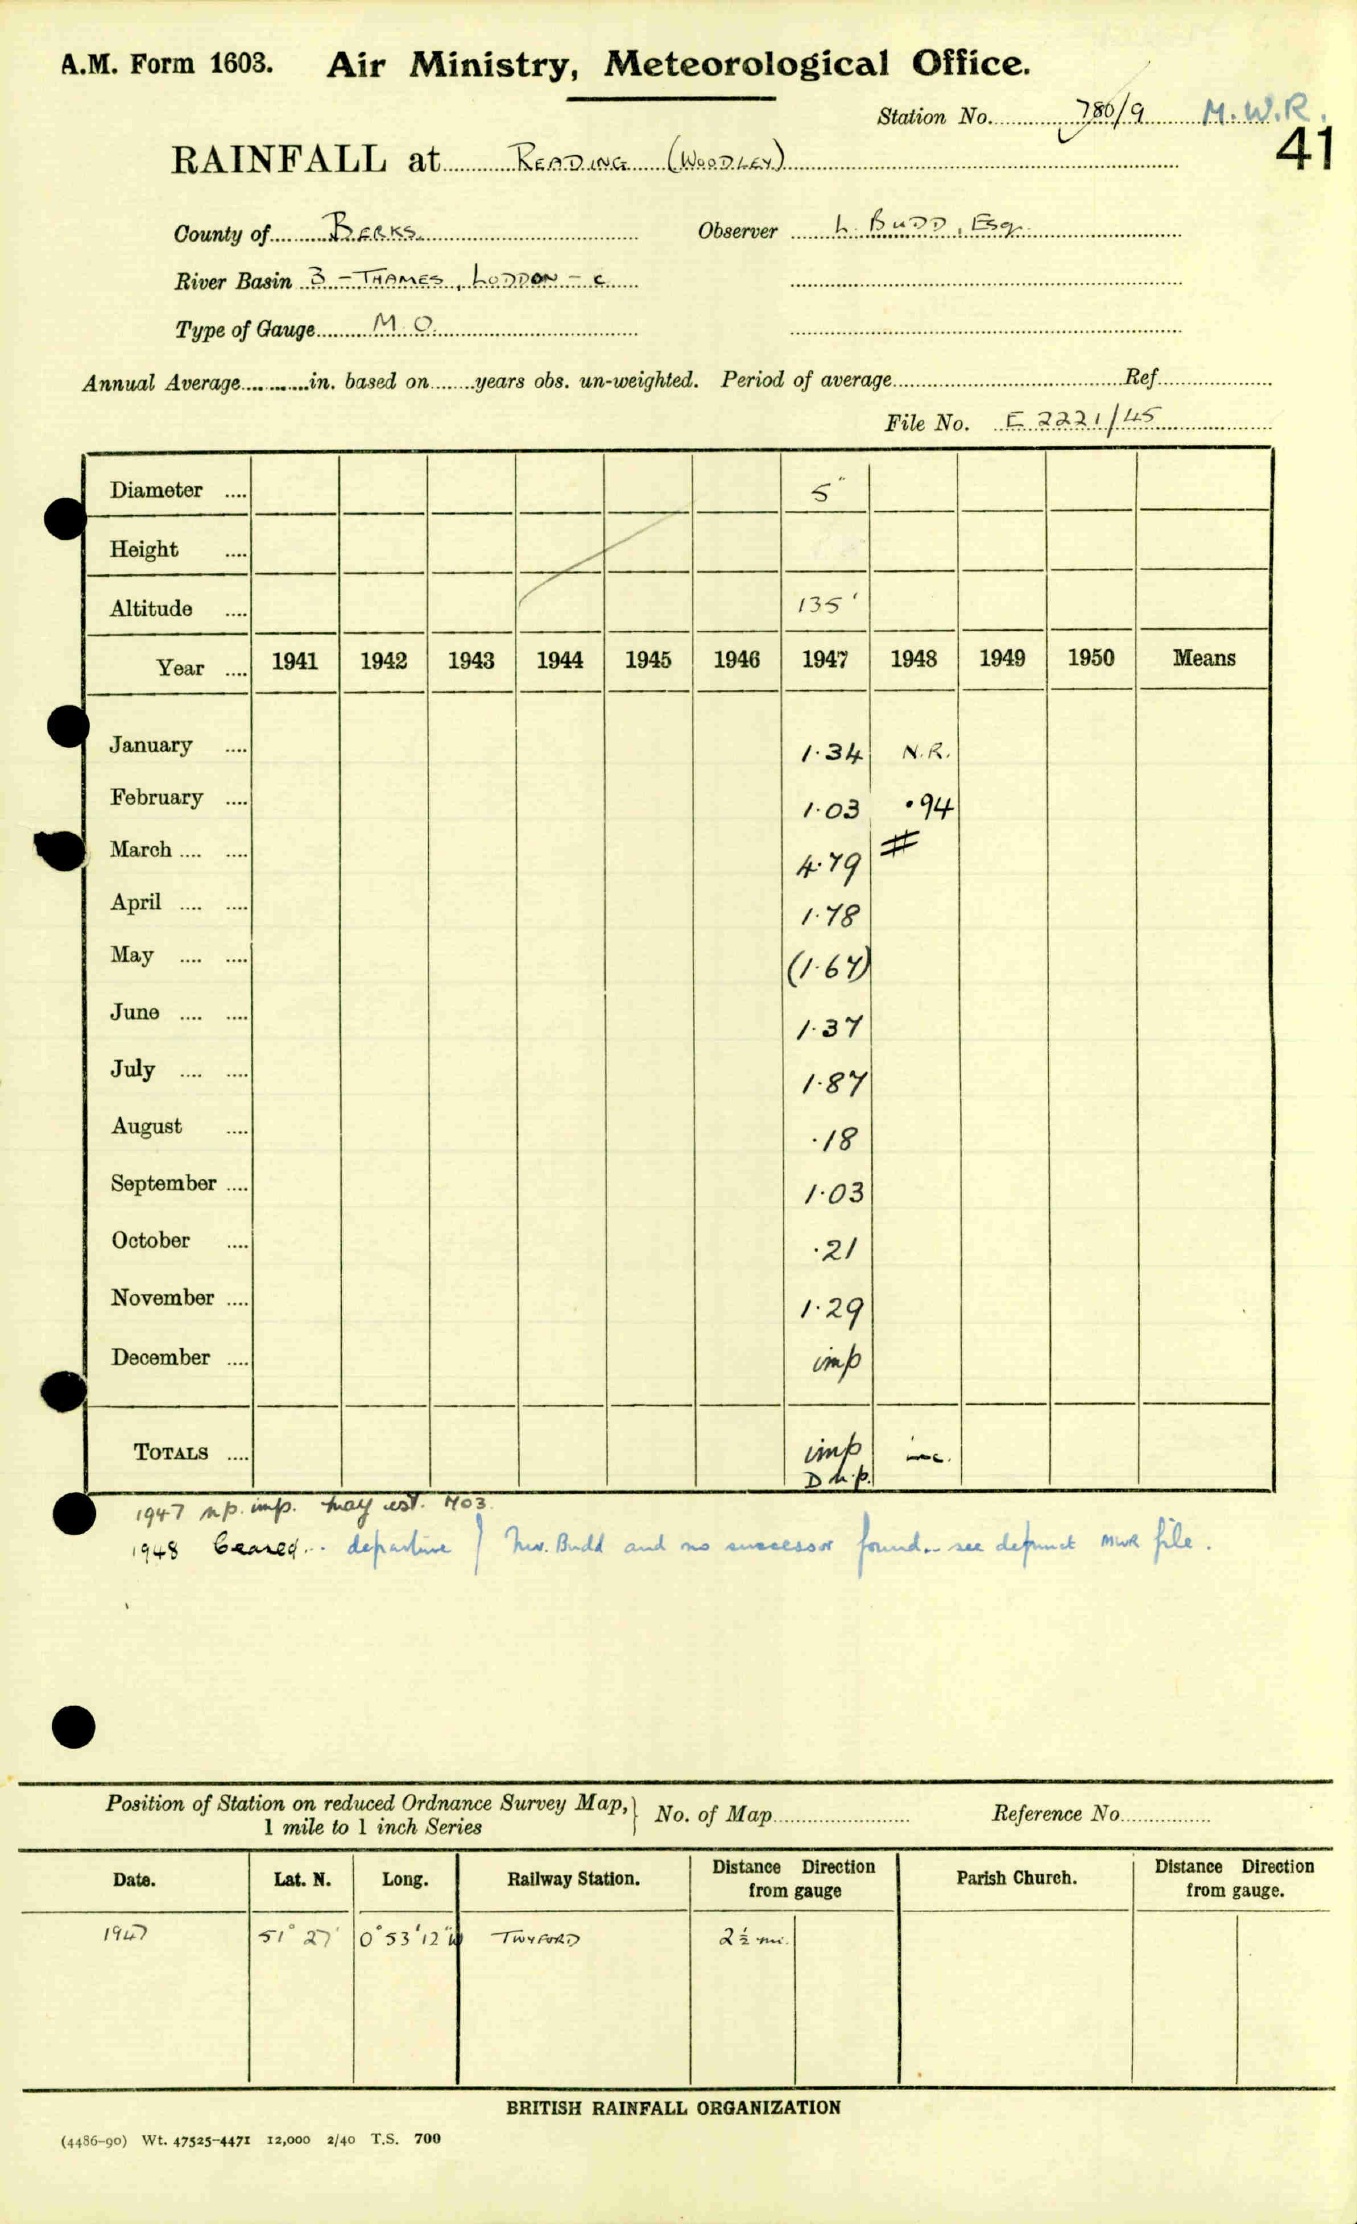 A.M. Form 1603. Air Ministry, Meteorological Office.
Station No. 780/9 M.W.R.
41
RAINFALL at READING (WOODLEY)
County of BERKS. Observer L. BUDD, Esq.
River Basin 3 - THAMES, LODDON - c
Type of Gauge M.O.
Annual Average in. based on years obs. un-weighted. Period of average Ref
File No. E 2221/45
Diameter .... 5"
Height ....
Altitude .... 135'
Year .... 1941 1942 1943 1944 1945 1946 1947 1948 1949 1950 Means
January .... 1.34 N.R.
February .... 1.03 .94
March .... .... 4.79 #
April .... .... 1.78
May .... .... (1.67)
June .... .... 1.37
July .... .... 1.87
August .... .18
September .... 1.03
October .... .21
November .... 1.29
December .... imp
TOTALS .... imp inc.
D n.p.
1947 n.p. imp. May est. M03.
1948 Ceased.. departure Mr. Budd and no successor found.- see defunct MWR file.
Position of Station on reduced Ordnance Survey Map, } No. of Map Reference No.
1 mile to 1 inch Series
Date. Lat. N. Long. Railway Station. Distance Direction from gauge Parish Church. Distance Direction from gauge.
1947 51° 27' 0° 53' 12" W TWYFORD 2½ mi.
BRITISH RAINFALL ORGANIZATION
(4486-90) Wt. 47525-4471 12,000 2/40 T.S. 700